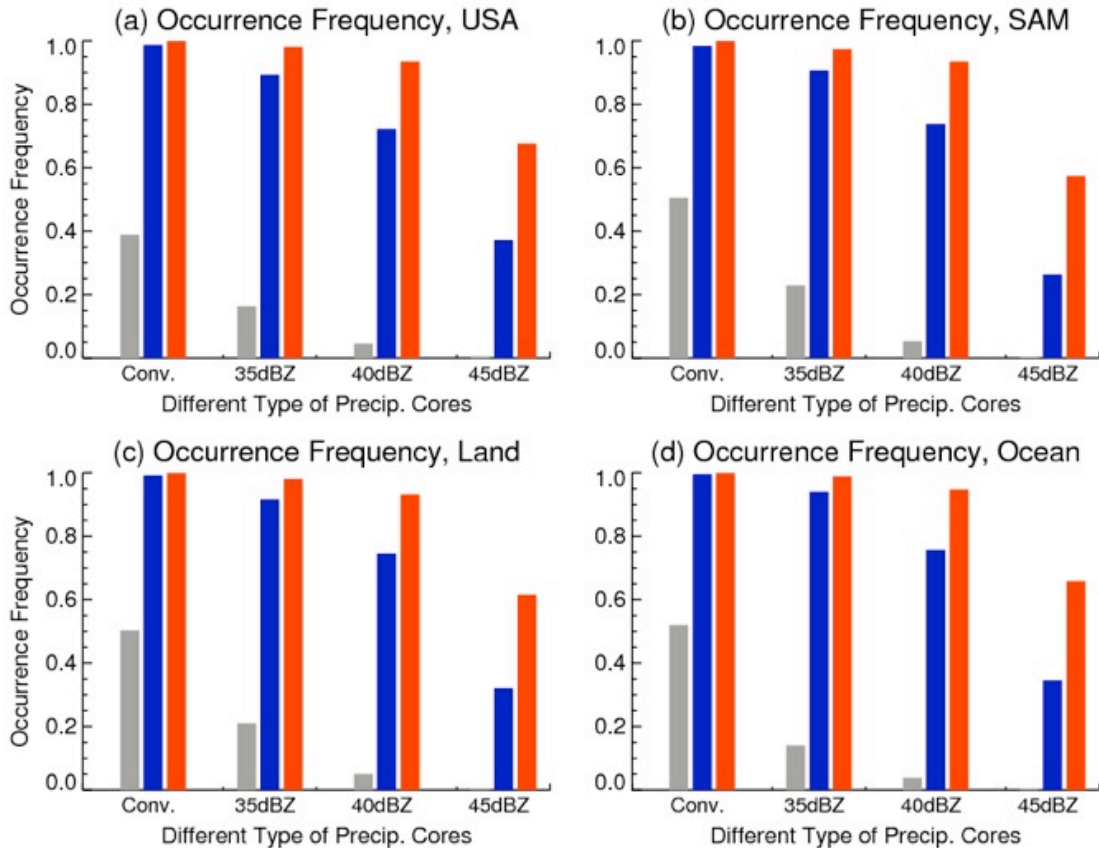 (a) Occurrence Frequency, USA
Occurrence Frequency
1.0
0.8
0.6
0.4
0.2
0.0
Conv. 35dBZ 40dBZ 45dBZ
Different Type of Precip. Cores
(b) Occurrence Frequency, SAM
1.0
0.8
0.6
0.4
0.2
0.0
Conv. 35dBZ 40dBZ 45dBZ
Different Type of Precip. Cores
(c) Occurrence Frequency, Land
Occurrence Frequency
1.0
0.8
0.6
0.4
0.2
0.0
Conv. 35dBZ 40dBZ 45dBZ
Different Type of Precip. Cores
(d) Occurrence Frequency, Ocean
1.0
0.8
0.6
0.4
0.2
0.0
Conv. 35dBZ 40dBZ 45dBZ
Different Type of Precip. Cores